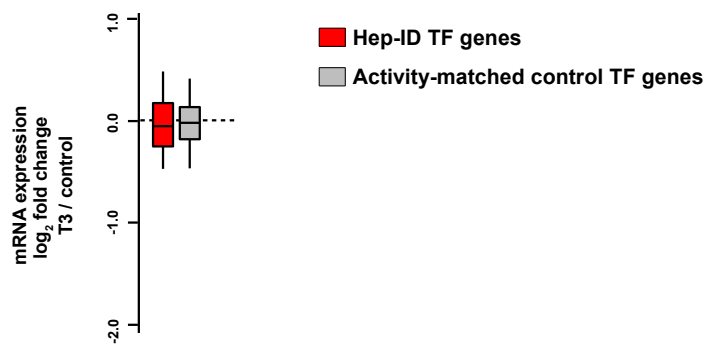 mRNA expression
log2 fold change
T3 / control
1.0
0.0
-1.0
-2.0
Hep-ID TF genes
Activity-matched control TF genes